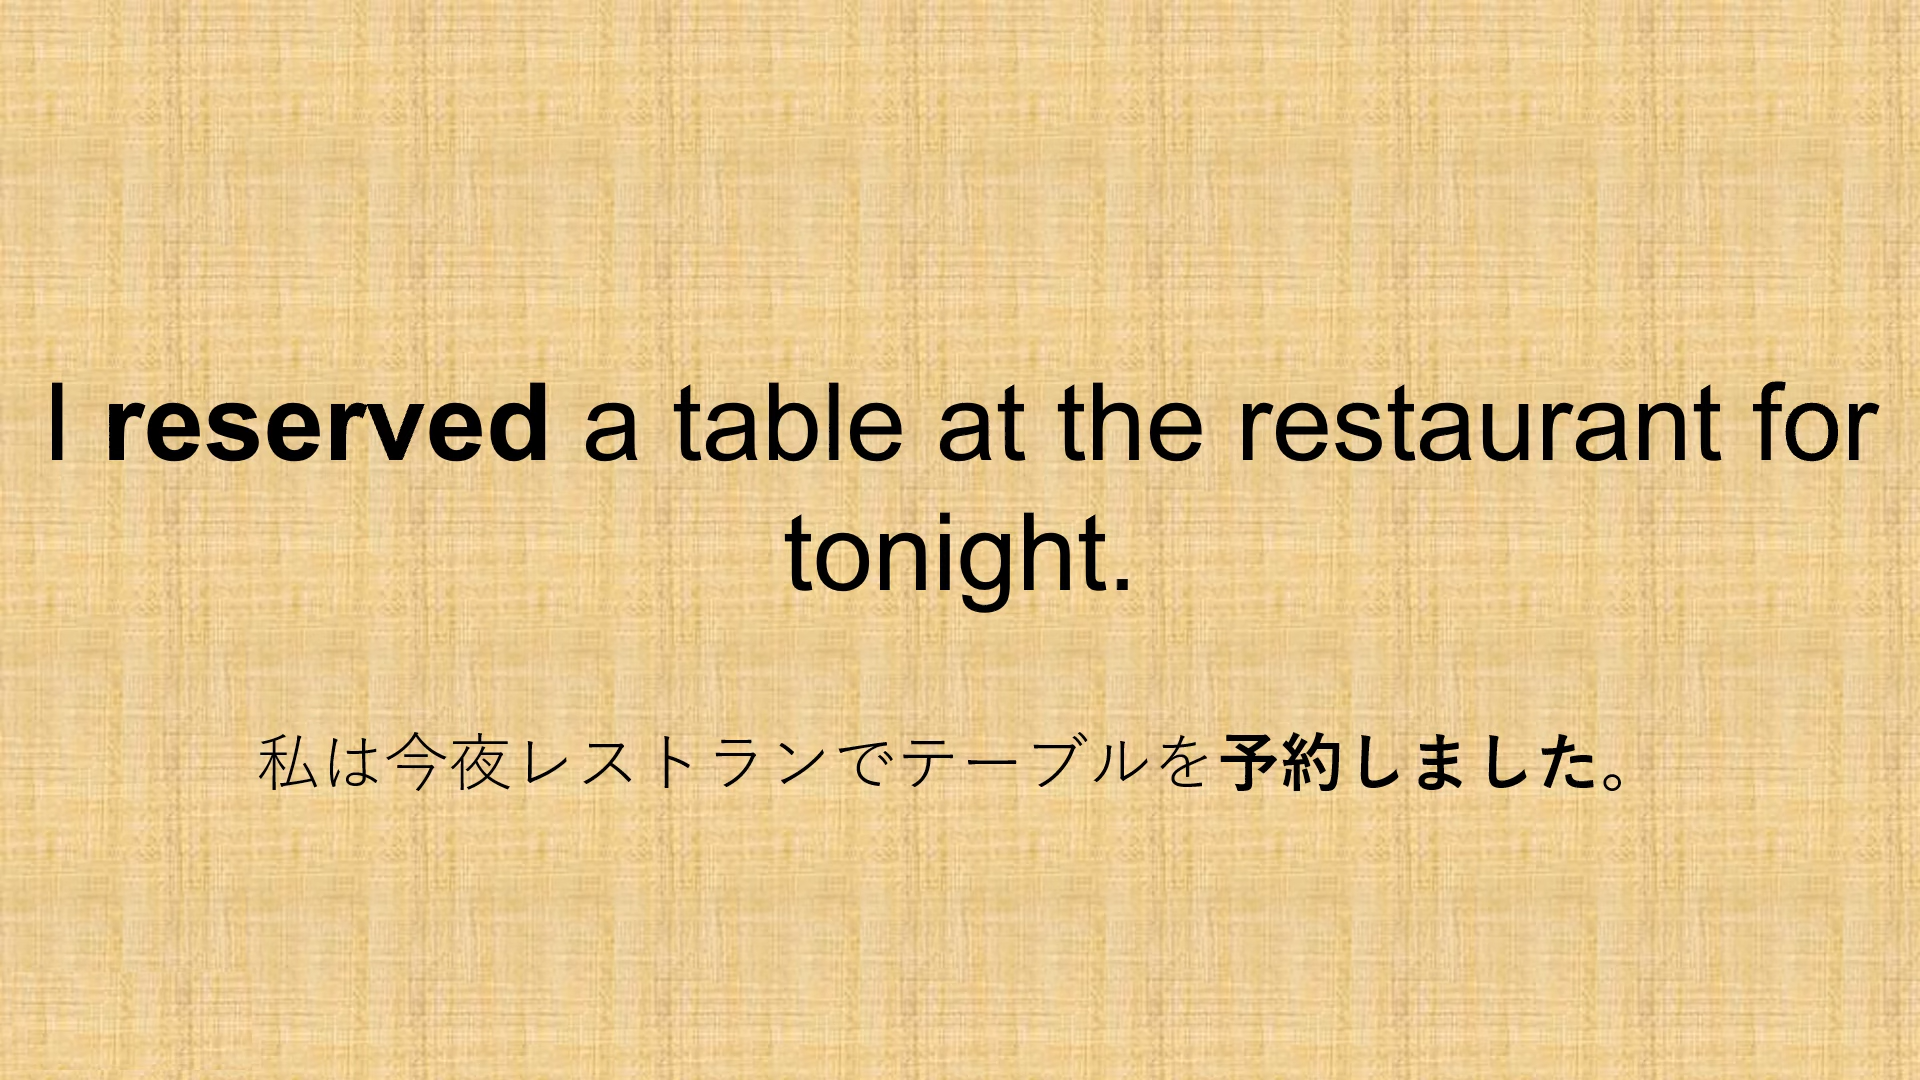 I reserved a table at the restaurant for
tonight.
私は今夜レストランでテーブルを予約しました。